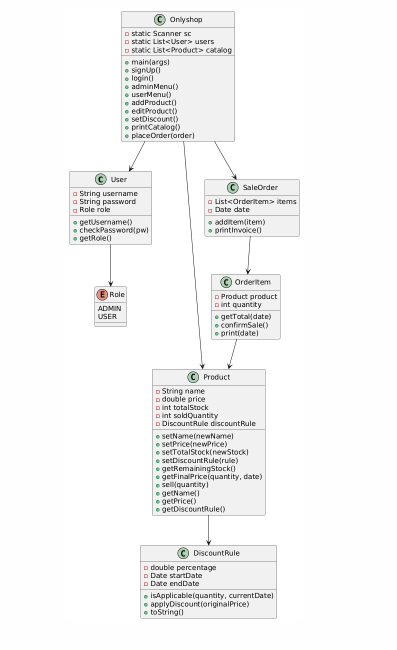 C Onlyshop
static Scanner sc
static List<User> users
static List<Product> catalog
main(args)
signUp()
login()
adminMenu()
userMenu()
addProduct()
editProduct()
setDiscount()
printCatalog()
placeOrder(order)
C User
String username
String password
Role role
getUsername()
checkPassword(pw)
getRole()
C SaleOrder
List<OrderItem> items
Date date
addItem(item)
printInvoice()
E Role
ADMIN
USER
C OrderItem
Product product
int quantity
getTotal(date)
confirmSale()
print(date)
C Product
String name
double price
int totalStock
int soldQuantity
DiscountRule discountRule
setName(newName)
setPrice(newPrice)
setTotalStock(newStock)
setDiscountRule(rule)
getRemainingStock()
getFinalPrice(quantity, date)
sell(quantity)
getName()
getPrice()
getDiscountRule()
C DiscountRule
double percentage
Date startDate
Date endDate
isApplicable(quantity, currentDate)
applyDiscount(originalPrice)
toString()